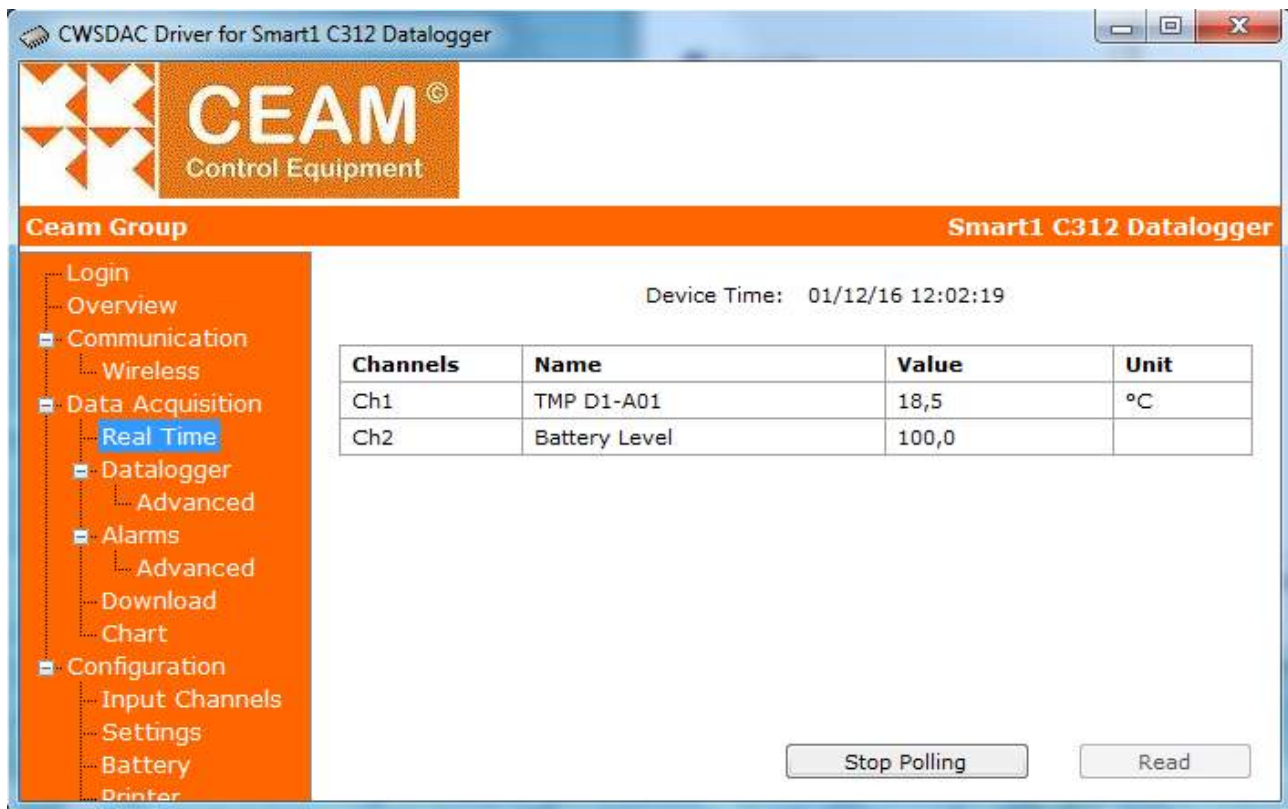 CWSDAC Driver for Smart1 C312 Datalogger
CEAM©
Control Equipment
Ceam Group
Smart1 C312 Datalogger
Login
Overview
Communication
Wireless
Data Acquisition
Real Time
Datalogger
Advanced
Alarms
Advanced
Download
Chart
Configuration
Input Channels
Settings
Battery
Printer
Device Time: 01/12/16 12:02:19
Channels Name Value Unit
Ch1 TMP D1-A01 18,5 °C
Ch2 Battery Level 100,0
Stop Polling Read